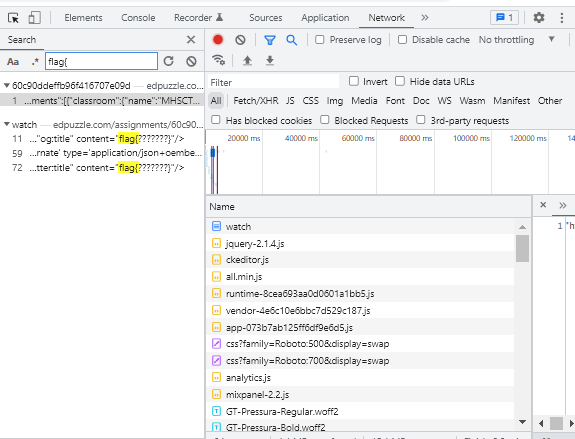 Elements Console Recorder Sources Application Network » 1
Search
Aa .* flag{
60c90ddeffb96f416707e09d — edpuzzle.co...
1 ...ments":[{"classroom":{"name":"MHSCT...
watch — edpuzzle.com/assignments/60c90...
11 ..."og:title" content="flag{???????}"/>
59 ...rnate' type='application/json+oembe...
72 ...tter:title" content="flag{???????}"/>
Preserve log Disable cache No throttling
Filter Invert Hide data URLs
All Fetch/XHR JS CSS Img Media Font Doc WS Wasm Manifest Other
Has blocked cookies Blocked Requests 3rd-party requests
20000 ms 40000 ms 60000 ms 80000 ms 100000 ms 120000 ms
Name
watch
jquery-2.1.4.js
ckeditor.js
all.min.js
runtime-8cea693aa0d0601a1bb5.js
vendor-4e6c10e6bbc7d529c187.js
app-073b7ab125ff6df9e6d5.js
css?family=Roboto:500&display=swap
css?family=Roboto:700&display=swap
analytics.js
mixpanel-2.2.js
GT-Pressura-Regular.woff2
GT-Pressura-Bold.woff2
× »
1 "h